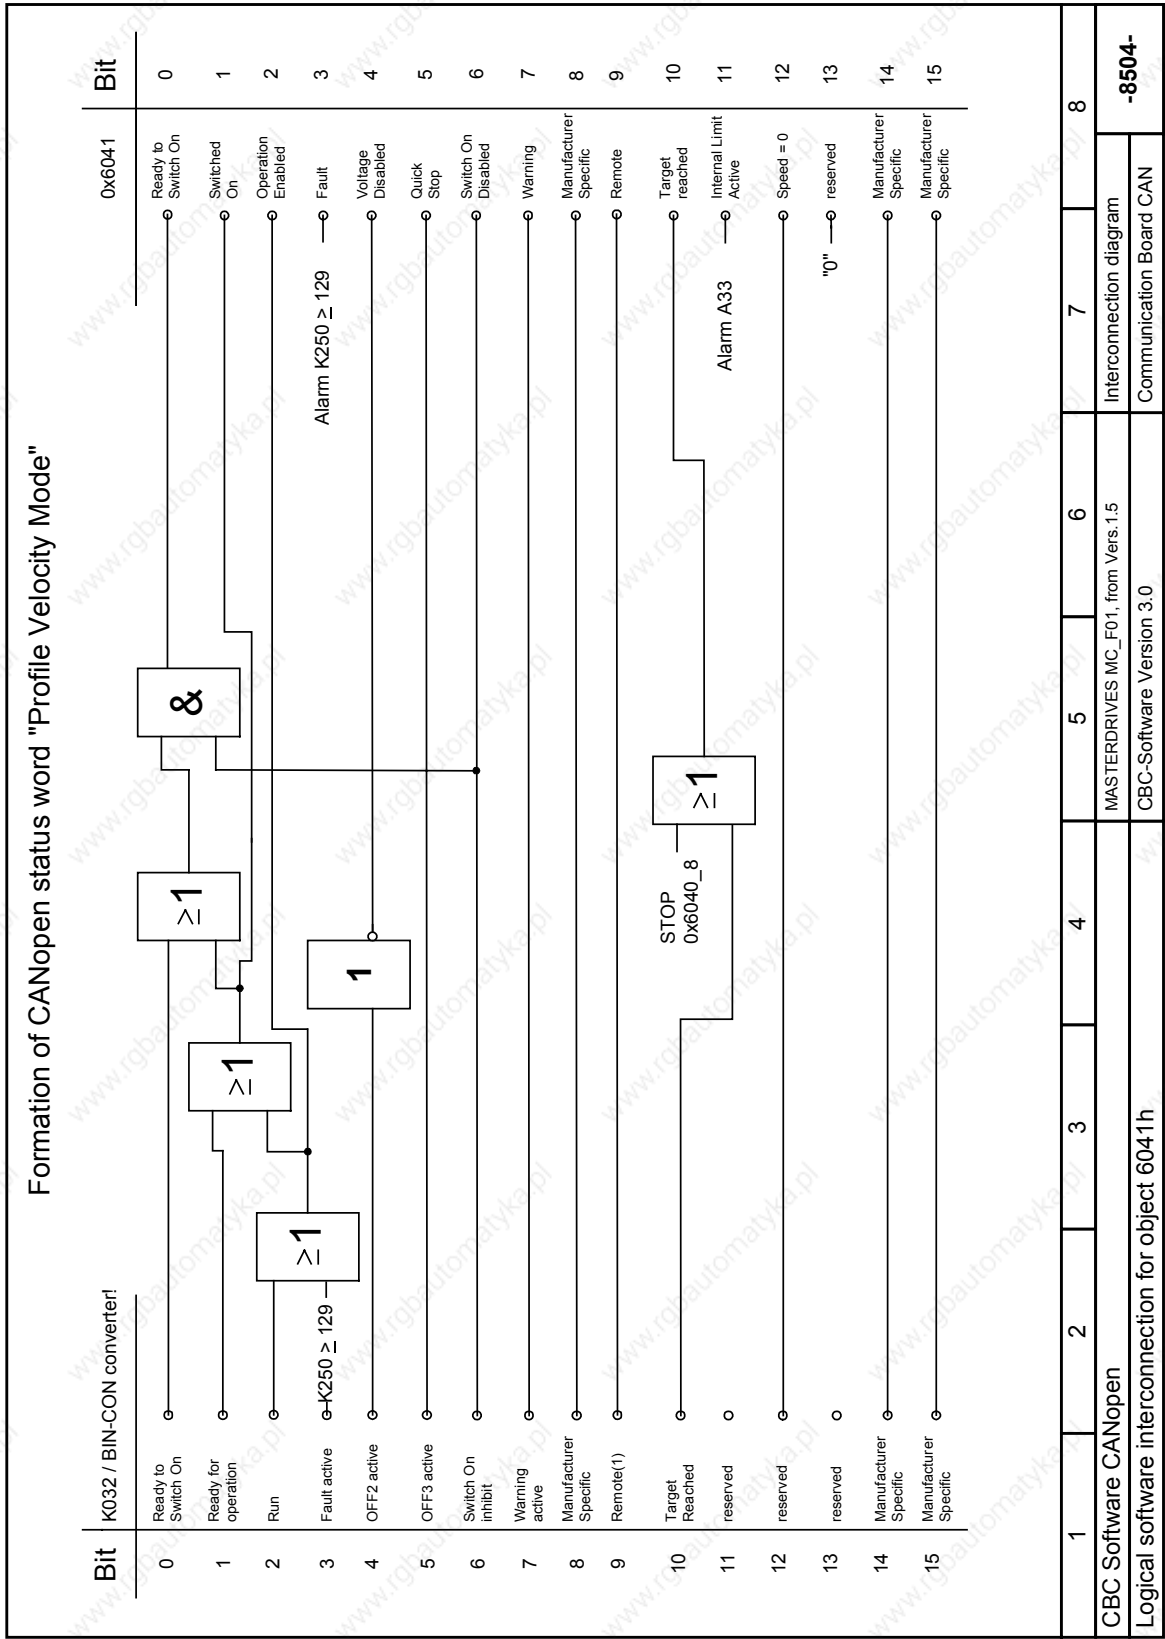 Formation of CANopen status word "Profile Velocity Mode"
Bit K032 / BIN-CON converter!
0x6041 Bit
0 Ready to
Switch On
1 Ready for
operation
2 Run
3 Fault active
4 OFF2 active
5 OFF3 active
6 Switch On
inhibit
7 Warning
active
8 Manufacturer
Specific
9 Remote(1)
10 Target
Reached
11 reserved
12 reserved
13 reserved
14 Manufacturer
Specific
15 Manufacturer
Specific
K250 ≥ 129
≥1
≥1
≥1
&
1
STOP
0x6040_8
≥1
Alarm K250 ≥ 129
Alarm A33
"0"
Ready to
Switch On 0
Switched
On 1
Operation
Enabled 2
Fault 3
Voltage
Disabled 4
Quick
Stop 5
Switch On
Disabled 6
Warning 7
Manufacturer
Specific 8
Remote 9
Target
reached 10
Internal Limit
Active 11
Speed = 0 12
reserved 13
Manufacturer
Specific 14
Manufacturer
Specific 15
1 2 3 4 5 6 7 8
CBC Software CANopen
Logical software interconnection for object 6041h
MASTERDRIVES MC_F01, from Vers.1.5
CBC-Software Version 3.0
Interconnection diagram
Communication Board CAN
-8504-
www.rgbautomatyka.pl